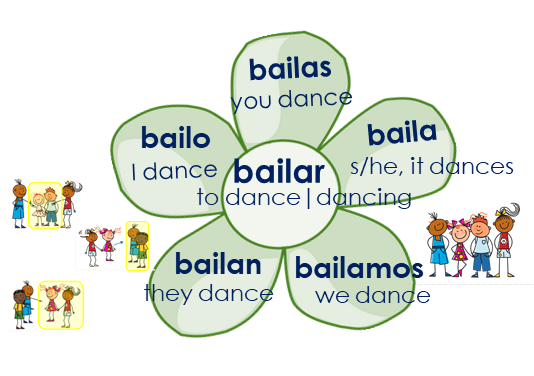 bailas
you dance
baila
s/he, it dances
bailo
I dance
bailar
to dance|dancing
bailan
they dance
bailamos
we dance